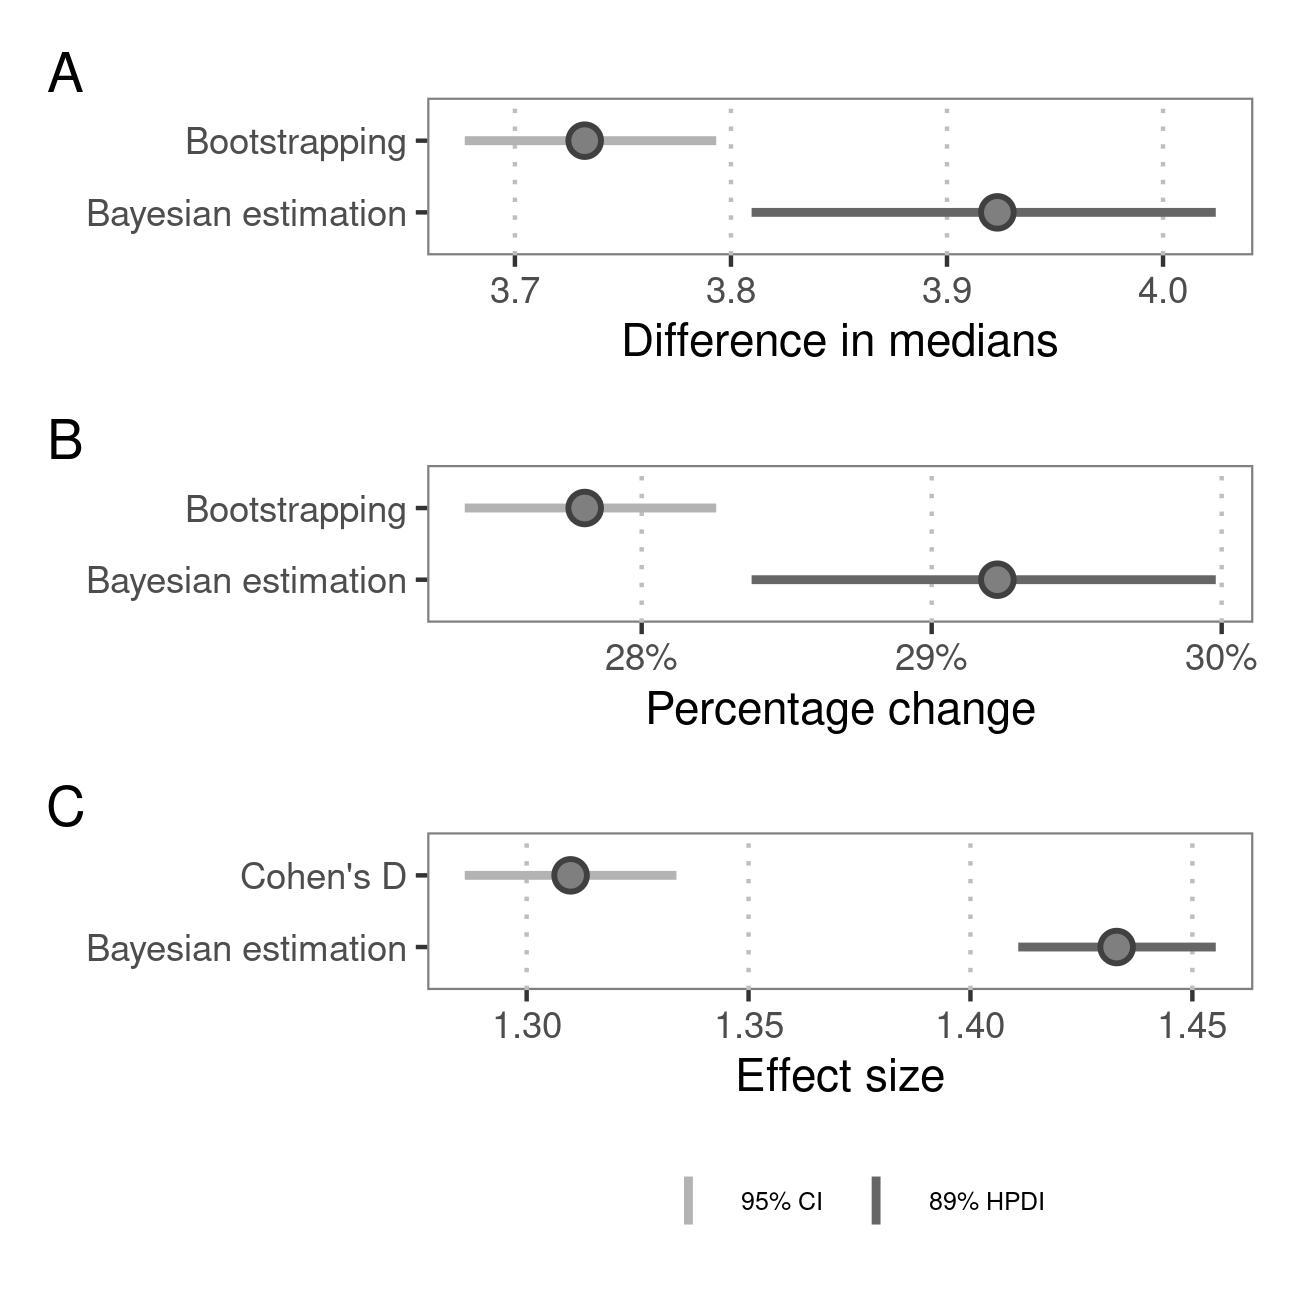 A
Bootstrapping
Bayesian estimation
3.7 3.8 3.9 4.0
Difference in medians
B
Bootstrapping
Bayesian estimation
28% 29% 30%
Percentage change
C
Cohen's D
Bayesian estimation
1.30 1.35 1.40 1.45
Effect size
95% CI 89% HPDI